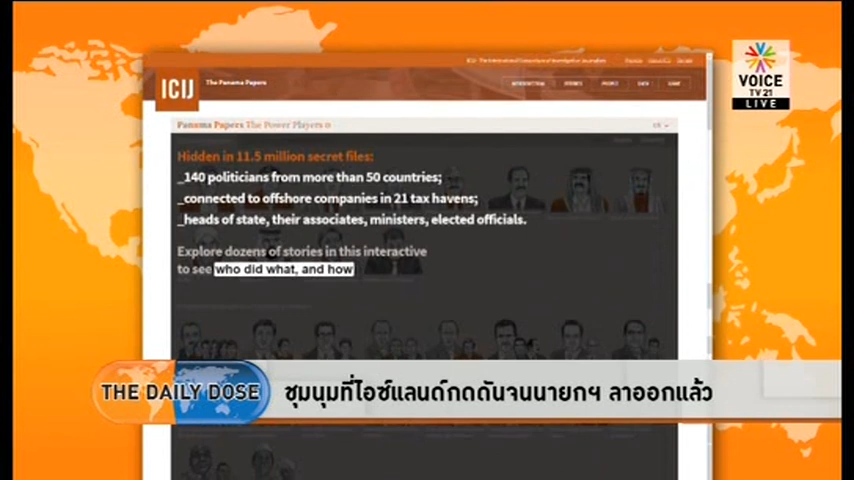 VOICE
TV 21
LIVE
ICIJ
The Panama Papers
Panama Papers The Power Players
Hidden in 11.5 million secret files:
_140 politicians from more than 50 countries;
_connected to offshore companies in 21 tax havens;
_heads of state, their associates, ministers, elected officials.
Explore dozens of stories in this interactive
to see who did what, and how
THE DAILY DOSE
ชุมนุมที่ไอซ์แลนด์กดดันจนนายกฯ ลาออกแล้ว